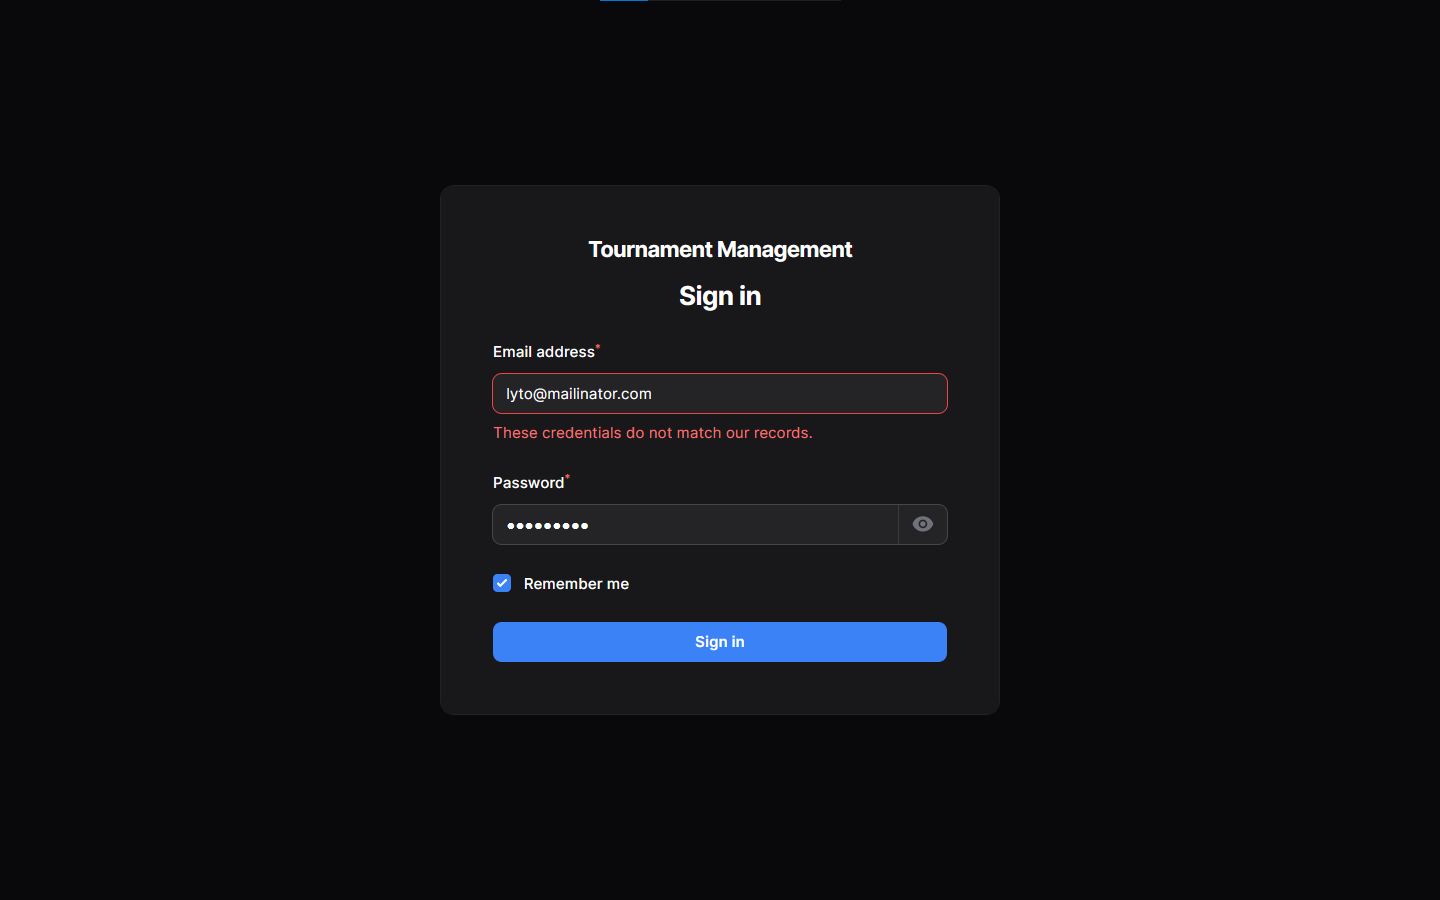 Tournament Management
Sign in
Email address*
lyto@mailinator.com
These credentials do not match our records.
Password*
•••••••••
Remember me
Sign in